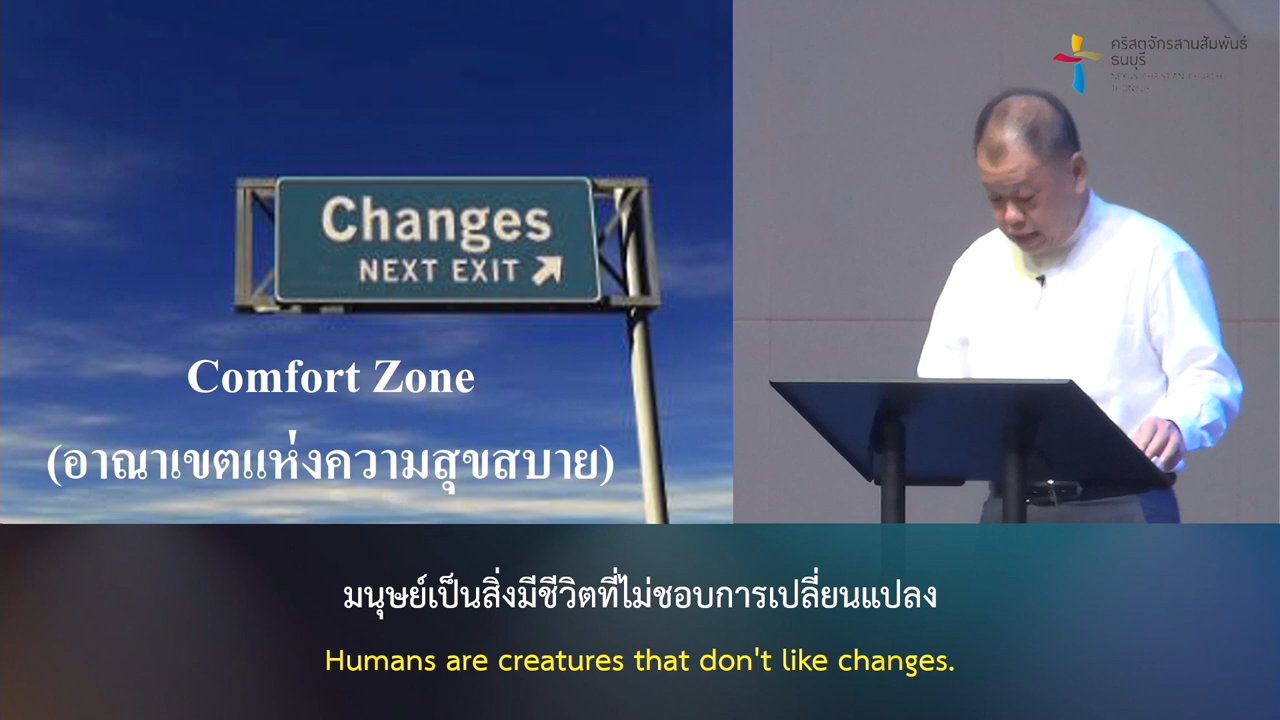 Changes
NEXT EXIT
Comfort Zone
(อาณาเขตแห่งความสุขสบาย)
คริสตจักรสานสัมพันธ์
ธนบุรี
มนุษย์เป็นสิ่งมีชีวิตที่ไม่ชอบการเปลี่ยนแปลง
Humans are creatures that don't like changes.